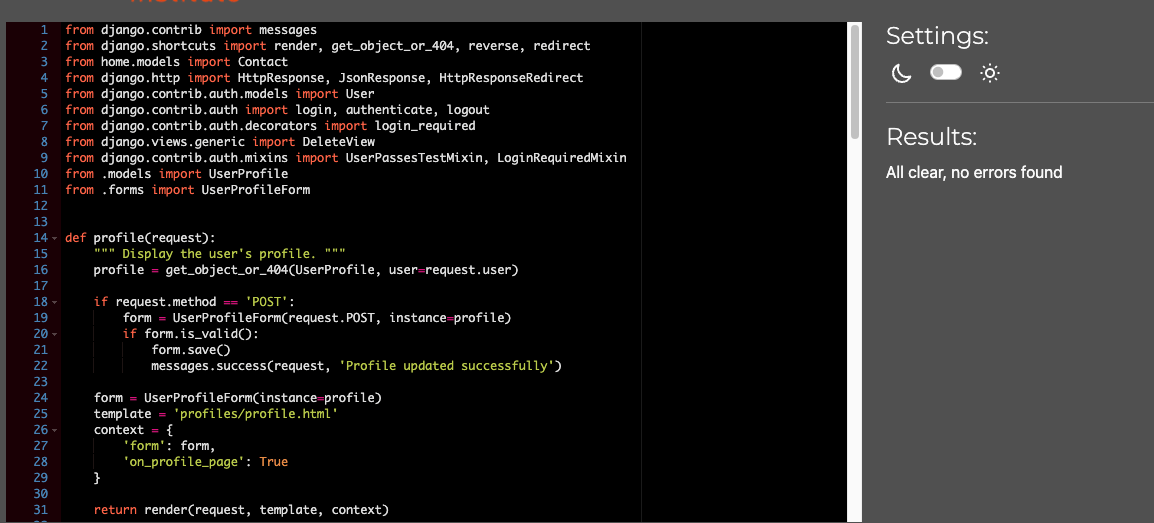 1 from django.contrib import messages
2 from django.shortcuts import render, get_object_or_404, reverse, redirect
3 from home.models import Contact
4 from django.http import HttpResponse, JsonResponse, HttpResponseRedirect
5 from django.contrib.auth.models import User
6 from django.contrib.auth import login, authenticate, logout
7 from django.contrib.auth.decorators import login_required
8 from django.views.generic import DeleteView
9 from django.contrib.auth.mixins import UserPassesTestMixin, LoginRequiredMixin
10 from .models import UserProfile
11 from .forms import UserProfileForm
12
13
14 def profile(request):
15     """ Display the user's profile. """
16     profile = get_object_or_404(UserProfile, user=request.user)
17
18     if request.method == 'POST':
19         form = UserProfileForm(request.POST, instance=profile)
20         if form.is_valid():
21             form.save()
22             messages.success(request, 'Profile updated successfully')
23
24     form = UserProfileForm(instance=profile)
25     template = 'profiles/profile.html'
26     context = {
27         'form': form,
28         'on_profile_page': True
29     }
30
31     return render(request, template, context)
Settings:
Results:
All clear, no errors found